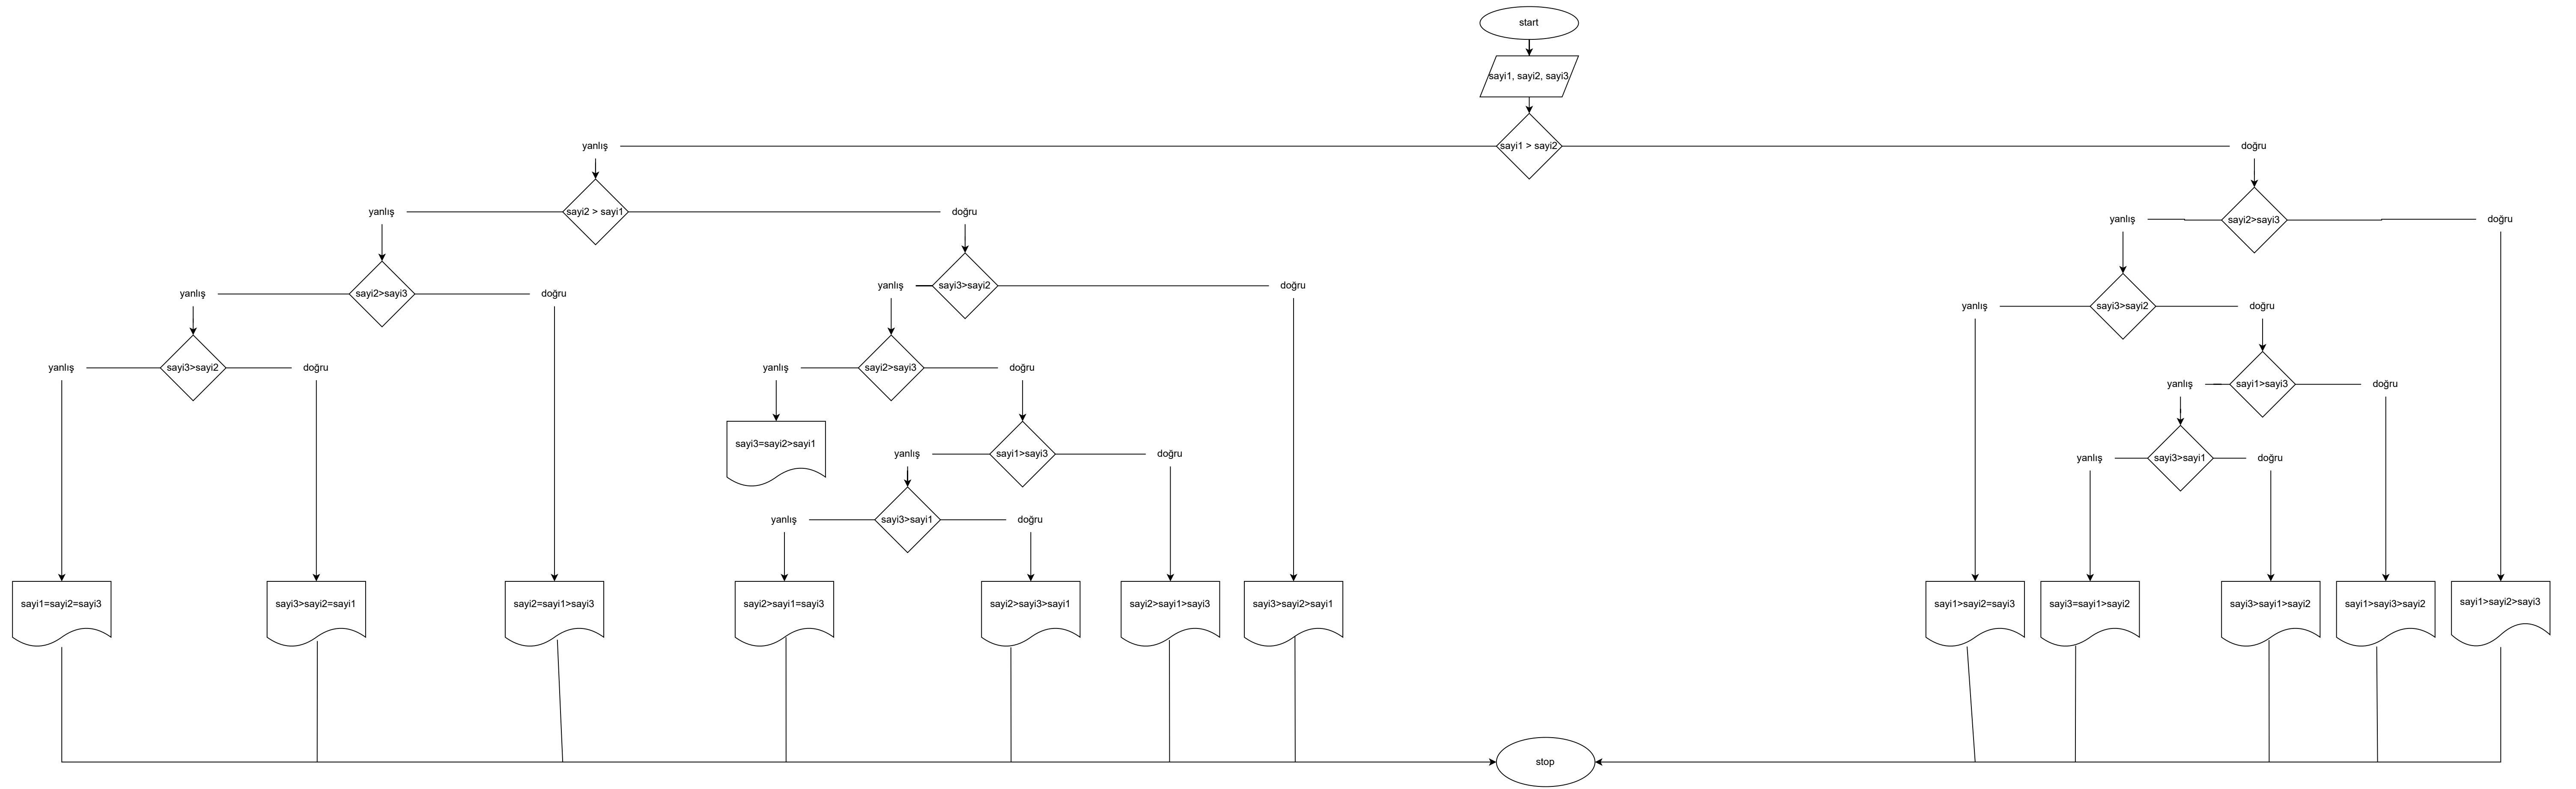 start
sayi1, sayi2, sayi3
sayi1 > sayi2
yanlış
doğru
sayi2 > sayi1
yanlış
doğru
sayi2>sayi3
yanlış
doğru
sayi3>sayi2
yanlış
doğru
sayi2>sayi3
yanlış
doğru
sayi3>sayi2
yanlış
doğru
sayi3>sayi2
yanlış
doğru
sayi2>sayi3
yanlış
doğru
sayi1>sayi3
yanlış
doğru
sayi3=sayi2>sayi1
sayi1>sayi3
yanlış
doğru
sayi3>sayi1
yanlış
doğru
sayi3>sayi1
yanlış
doğru
sayi1=sayi2=sayi3
sayi3>sayi2=sayi1
sayi2=sayi1>sayi3
sayi2>sayi1=sayi3
sayi2>sayi3>sayi1
sayi2>sayi1>sayi3
sayi3>sayi2>sayi1
sayi1>sayi2=sayi3
sayi3=sayi1>sayi2
sayi3>sayi1>sayi2
sayi1>sayi3>sayi2
sayi1>sayi2>sayi3
stop